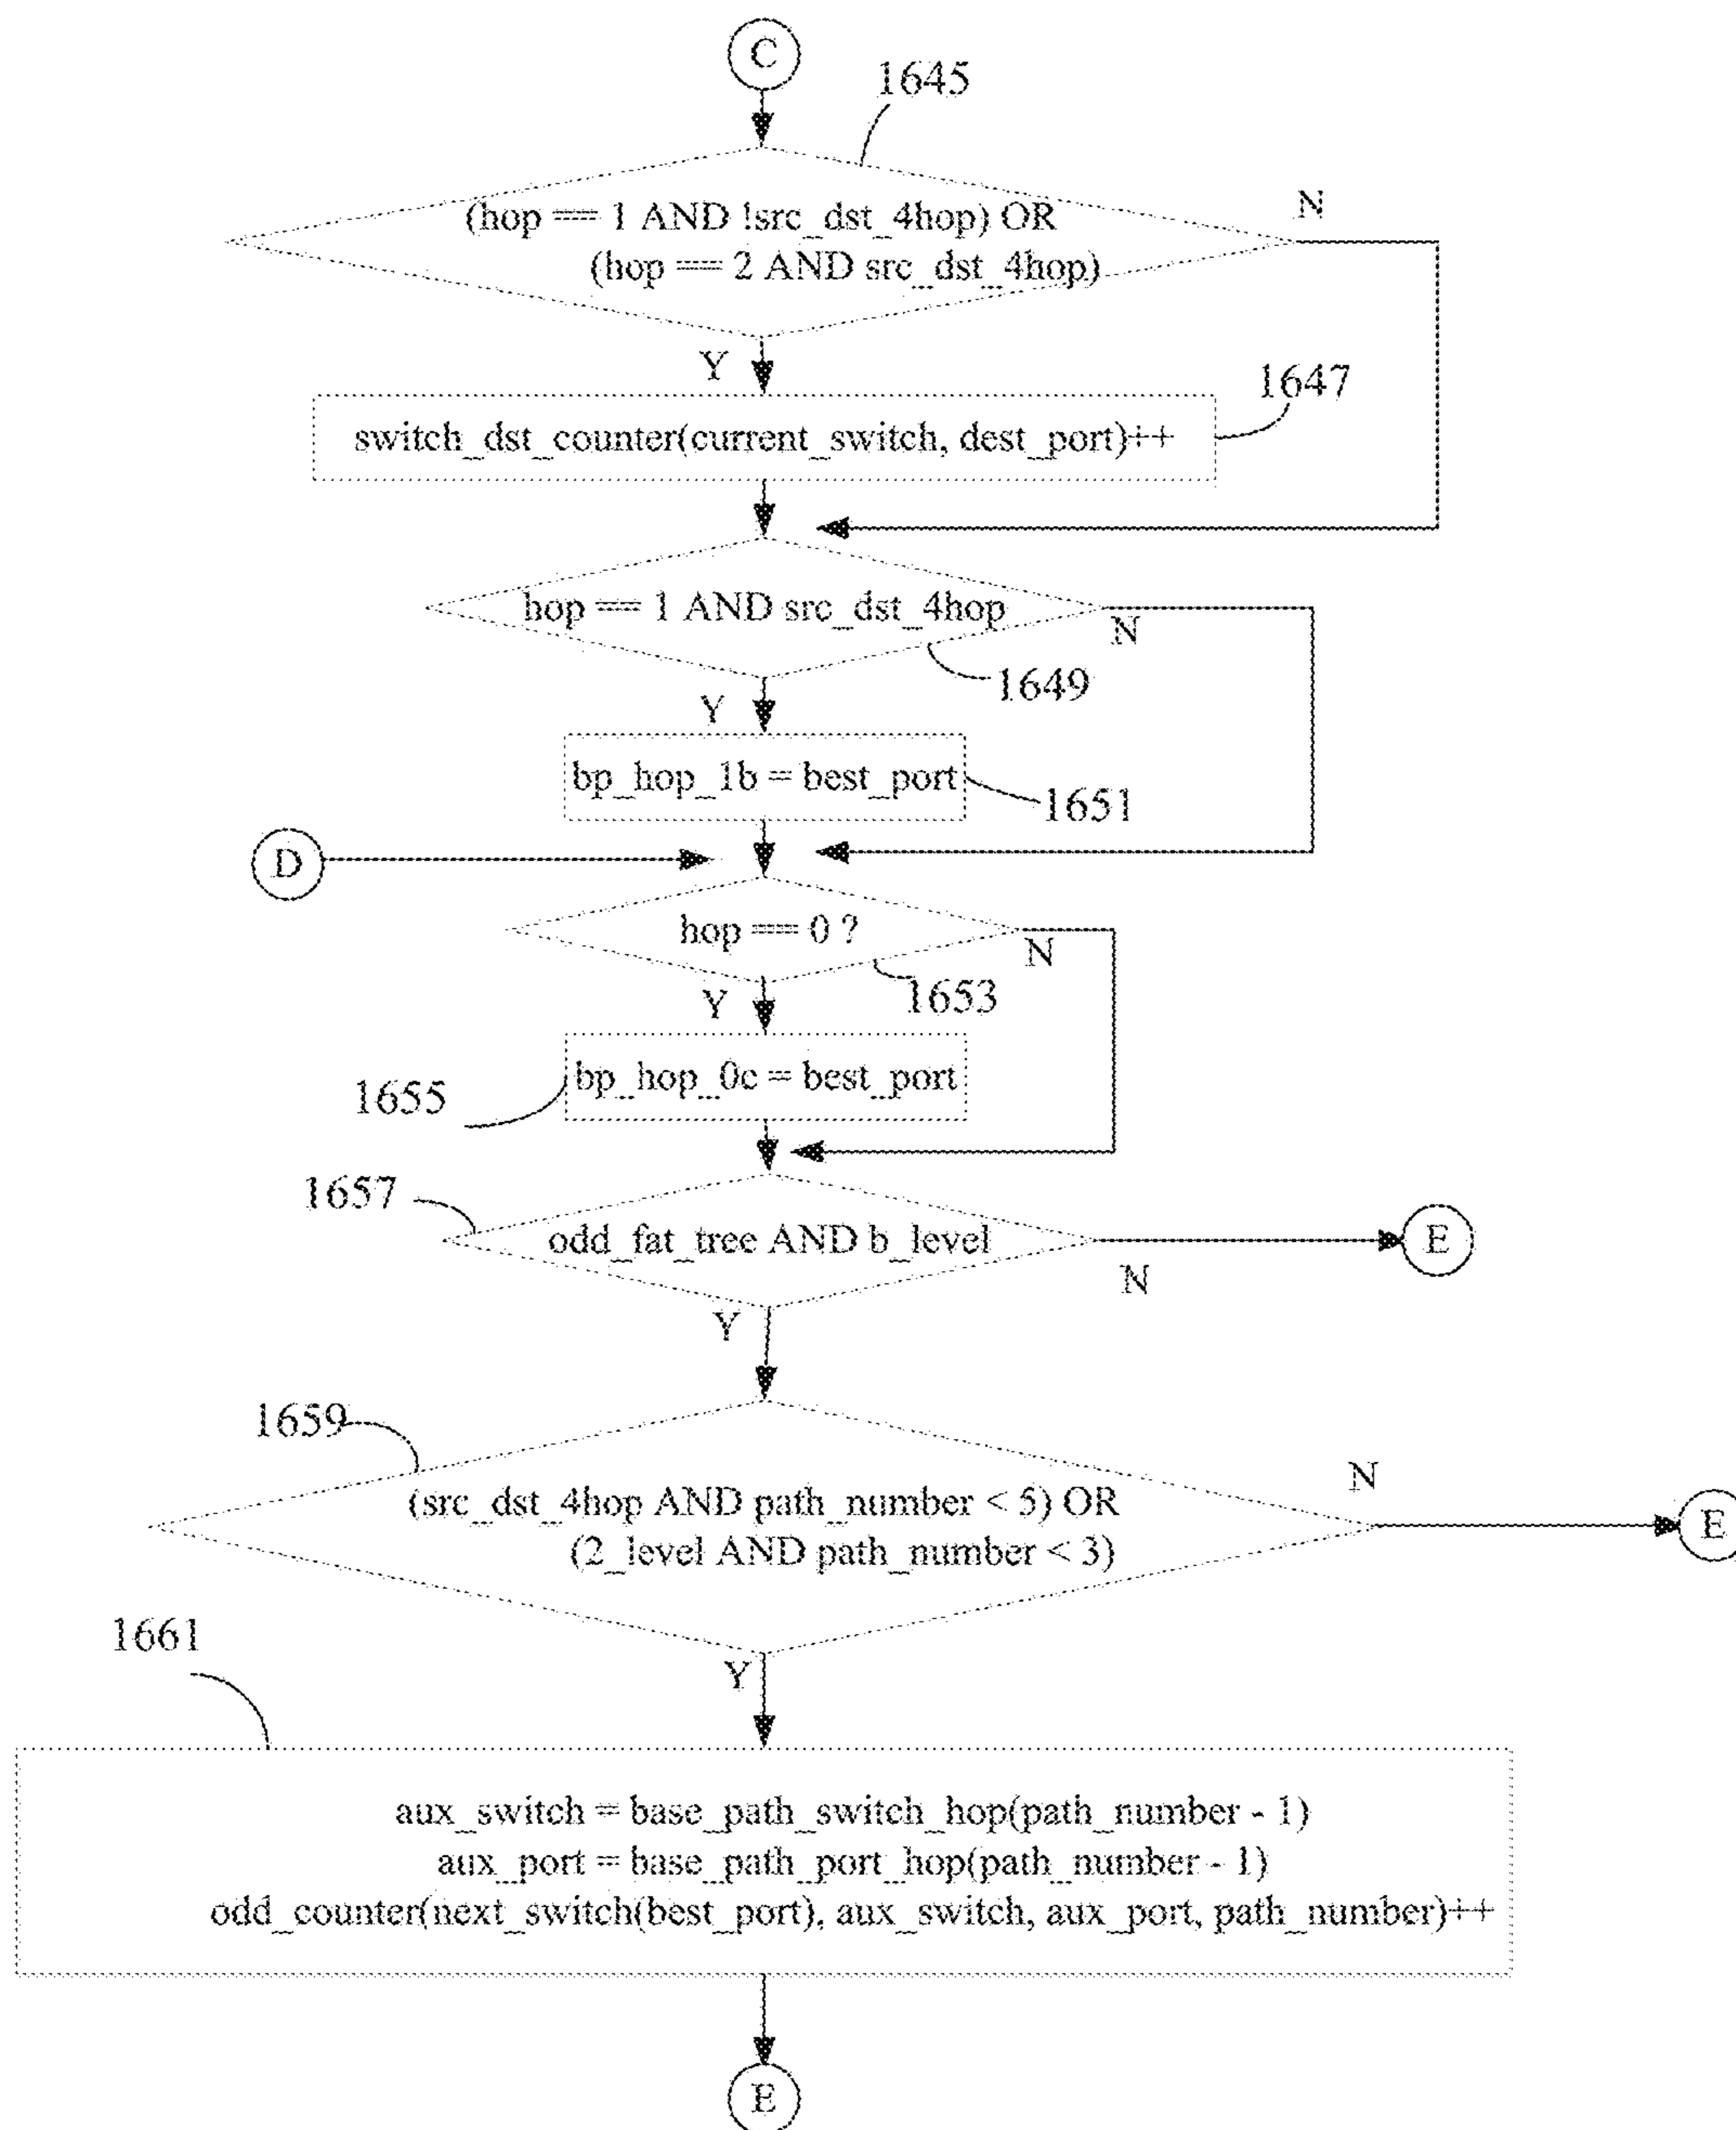 C
1645
(hop == 1 AND !src_dst_4hop) OR
N
(hop == 2 AND src_dst_4hop)
Y
1647
switch_dst_counter(current_switch, dest_port)++
hop == 1 AND src_dst_4hop
N
1649
Y
bp_hop_1b = best_port
1651
D
hop == 0 ?
N
1653
Y
bp_hop_0c = best_port
1655
1657
odd_fat_tree AND b_level
E
N
Y
1659
N
(src_dst_4hop AND path_number < 5) OR
E
(2_level AND path_number < 3)
1661
Y
aux_switch = base_path_switch_hop(path_number - 1)
aux_port = base_path_port_hop(path_number - 1)
odd_counter(next_switch(best_port), aux_switch, aux_port, path_number)++
E